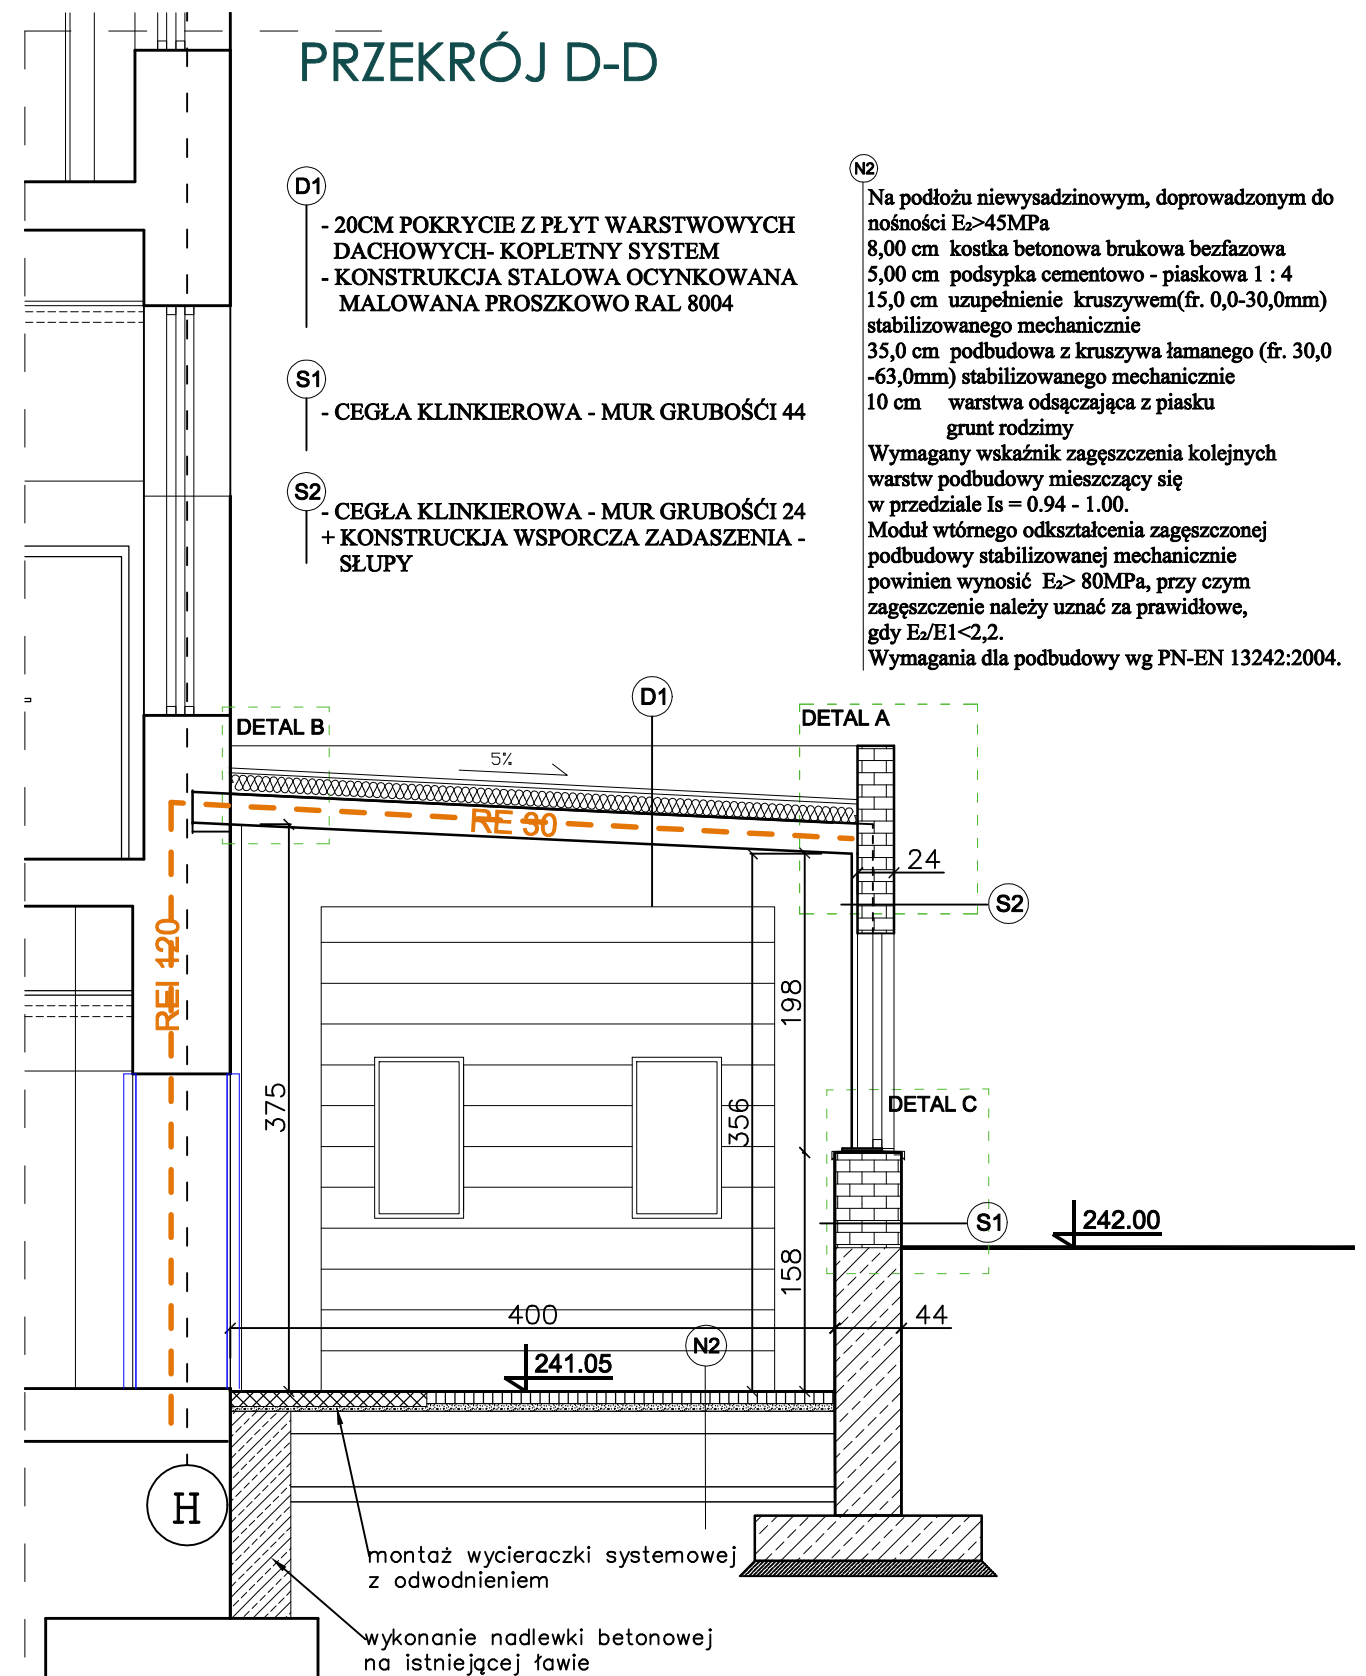 PRZEKRÓJ D-D
D1
- 20CM POKRYCIE Z PŁYT WARSTWOWYCH
DACHOWYCH- KOPLETNY SYSTEM
- KONSTRUKCJA STALOWA OCYNKOWANA
MALOWANA PROSZKOWO RAL 8004
S1
- CEGŁA KLINKIEROWA - MUR GRUBOŚĆI 44
S2
- CEGŁA KLINKIEROWA - MUR GRUBOŚĆI 24
+ KONSTRUCKJA WSPORCZA ZADASZENIA -
SŁUPY
N2
Na podłożu niewysadzinowym, doprowadzonym do
nośności E₂>45MPa
8,00 cm kostka betonowa brukowa bezfazowa
5,00 cm podsypka cementowo - piaskowa 1 : 4
15,0 cm uzupełnienie kruszywem(fr. 0,0-30,0mm)
stabilizowanego mechanicznie
35,0 cm podbudowa z kruszywa łamanego (fr. 30,0
-63,0mm) stabilizowanego mechanicznie
10 cm warstwa odsączająca z piasku
grunt rodzimy
Wymagany wskaźnik zagęszczenia kolejnych
warstw podbudowy mieszczący się
w przedziale Is = 0.94 - 1.00.
Moduł wtórnego odkształcenia zagęszczonej
podbudowy stabilizowanej mechanicznie
powinien wynosić E₂> 80MPa, przy czym
zagęszczenie należy uznać za prawidłowe,
gdy E₂/E1<2,2.
Wymagania dla podbudowy wg PN-EN 13242:2004.
D1
DETAL B
DETAL A
5%
RE 30
24
S2
REI 120
198
375
356
DETAL C
S1
242.00
158
400
44
N2
241.05
H
montaż wycieraczki systemowej
z odwodnieniem
wykonanie nadlewki betonowej
na istniejącej ławie